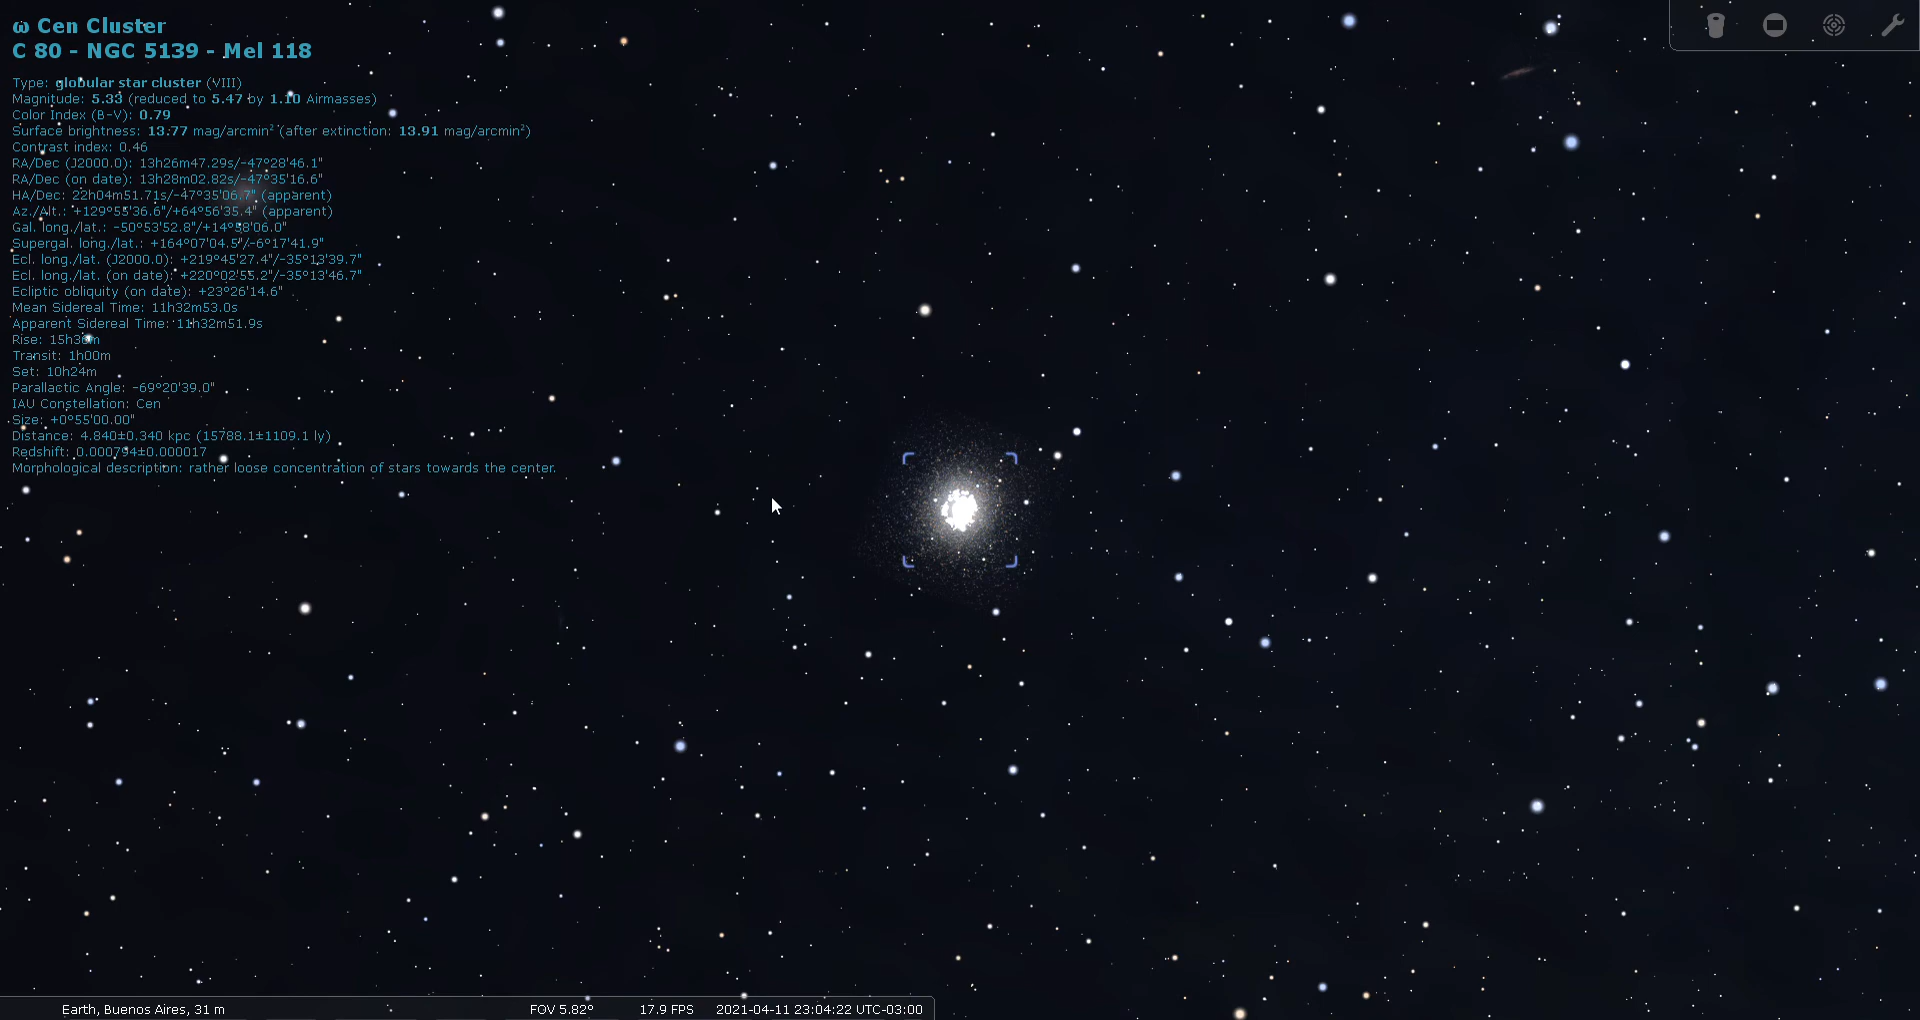 ω Cen Cluster
C 80 - NGC 5139 - Mel 118
Type: globular star cluster (VIII)
Magnitude: 5.33 (reduced to 5.47 by 1.10 Airmasses)
Color Index (B-V): 0.79
Surface brightness: 13.77 mag/arcmin² (after extinction: 13.91 mag/arcmin²)
Contrast index: 0.46
RA/Dec (J2000.0): 13h26m47.29s/-47°28'46.1"
RA/Dec (on date): 13h28m02.82s/-47°35'16.6"
HA/Dec: 22h04m51.71s/-47°35'06.7" (apparent)
Az./Alt.: +129°55'36.6"/+64°56'35.4" (apparent)
Gal. long./lat.: -50°53'52.8"/+14°58'06.0"
Supergal. long./lat.: +164°07'04.5"/-6°17'41.9"
Ecl. long./lat. (J2000.0): +219°45'27.4"/-35°13'39.7"
Ecl. long./lat. (on date): +220°02'55.2"/-35°13'46.7"
Ecliptic obliquity (on date): +23°26'14.6"
Mean Sidereal Time: 11h32m53.0s
Apparent Sidereal Time: 11h32m51.9s
Rise: 15h36m
Transit: 1h00m
Set: 10h24m
Parallactic Angle: -69°20'39.0"
IAU Constellation: Cen
Size: +0°55'00.00"
Distance: 4.840±0.340 kpc (15788.1±1109.1 ly)
Redshift: 0.000794±0.000017
Morphological description: rather loose concentration of stars towards the center.
Earth, Buenos Aires, 31 m FOV 5.82° 17.9 FPS 2021-04-11 23:04:22 UTC-03:00